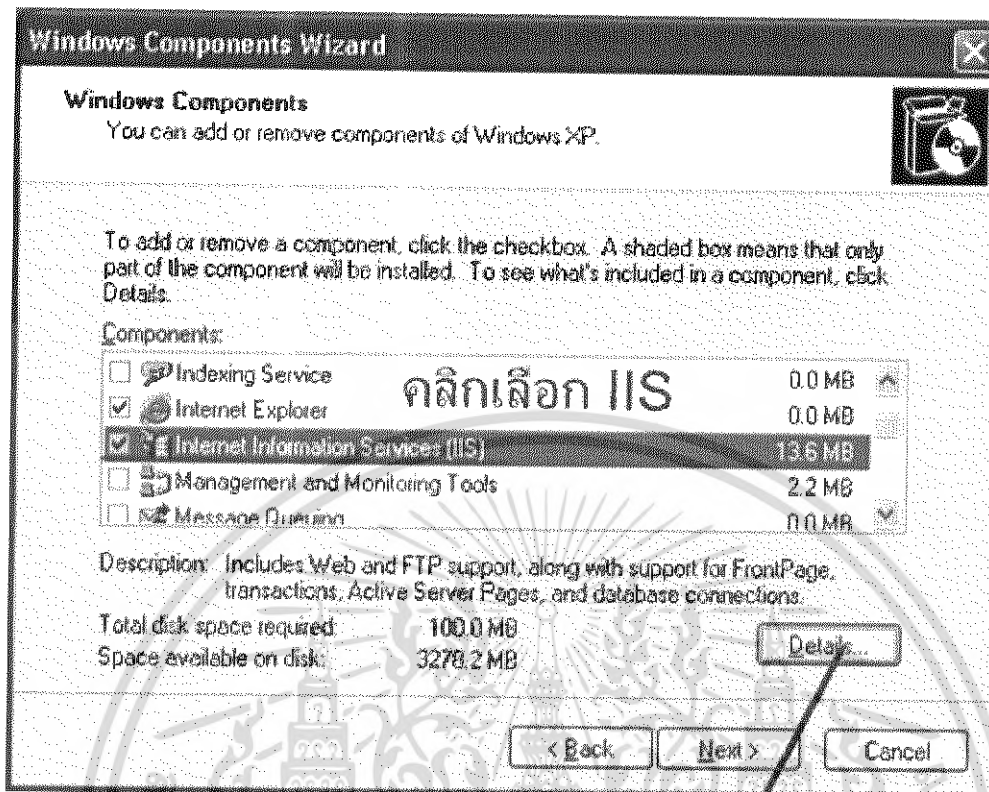 Windows Components Wizard
Windows Components
You can add or remove components of Windows XP.
To add or remove a component, click the checkbox. A shaded box means that only
part of the component will be installed. To see what's included in a component, click
Details.
Components:
Indexing Service 0.0 MB
คลิกเลือก IIS
Internet Explorer 0.0 MB
Internet Information Services (IIS) 13.6 MB
Management and Monitoring Tools 2.2 MB
Message Queuing 0.0 MB
Description: Includes Web and FTP support, along with support for FrontPage,
transactions, Active Server Pages, and database connections.
Total disk space required: 100.0 MB
Space available on disk: 3278.2 MB
Details...
< Back Next > Cancel